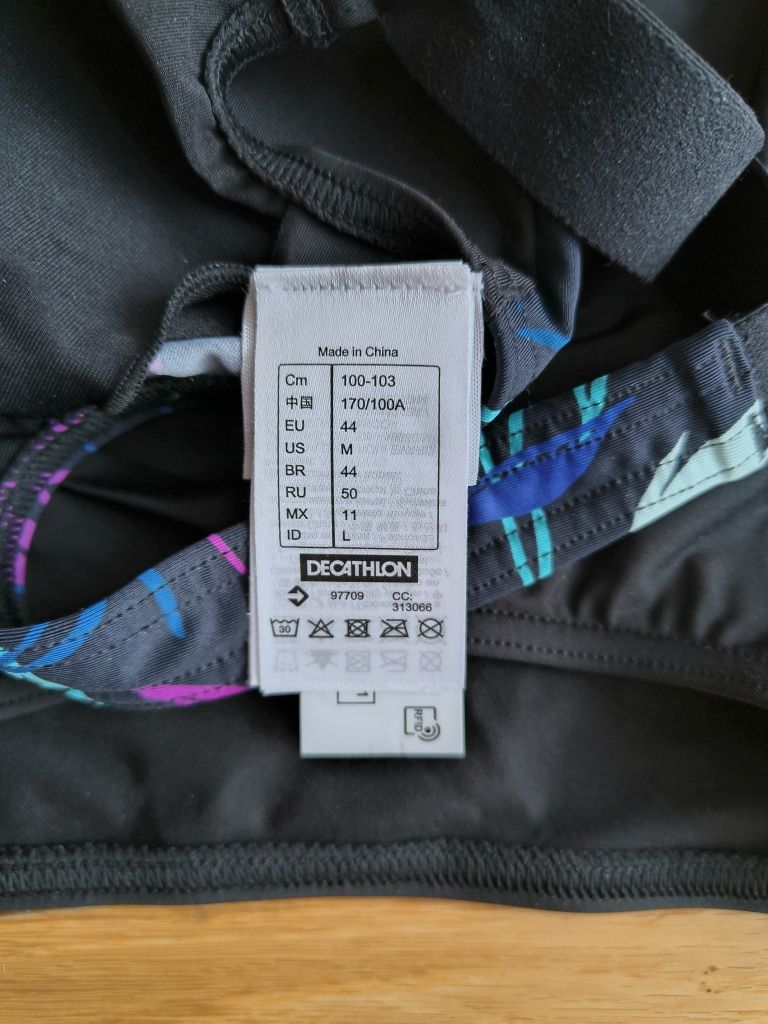 Made in China
Cm 100-103
中国 170/100A
EU 44
US M
BR 44
RU 50
MX 11
ID L
DECATHLON
97709 CC:
313066
30
1
RFID